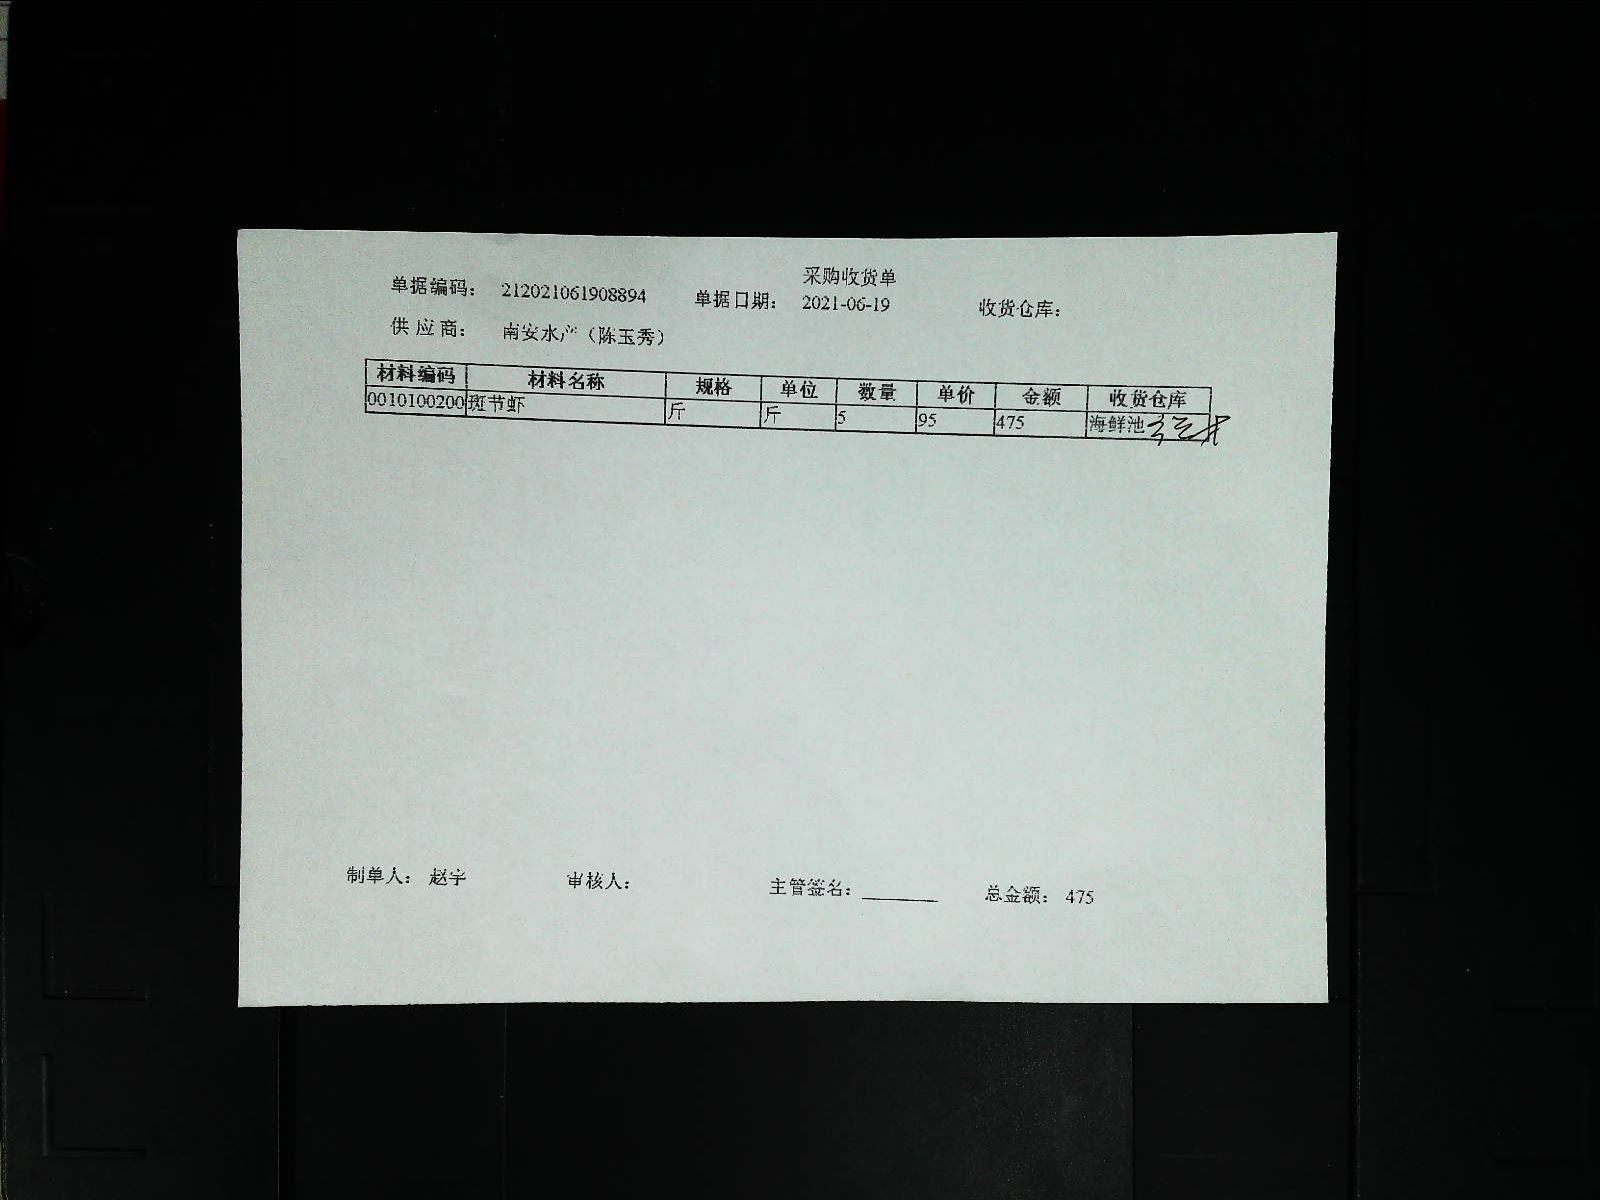 采购收货单
单据编码： 212021061908894 单据日期： 2021-06-19 收货仓库：
供 应 商： 南安水产（陈玉秀）
材料编码 材料名称 规格 单位 数量 单价 金额 收货仓库
0010100200 斑节虾 斤 斤 5 95 475 海鲜池
制单人： 赵宇 审核人： 主管签名：________ 总金额： 475